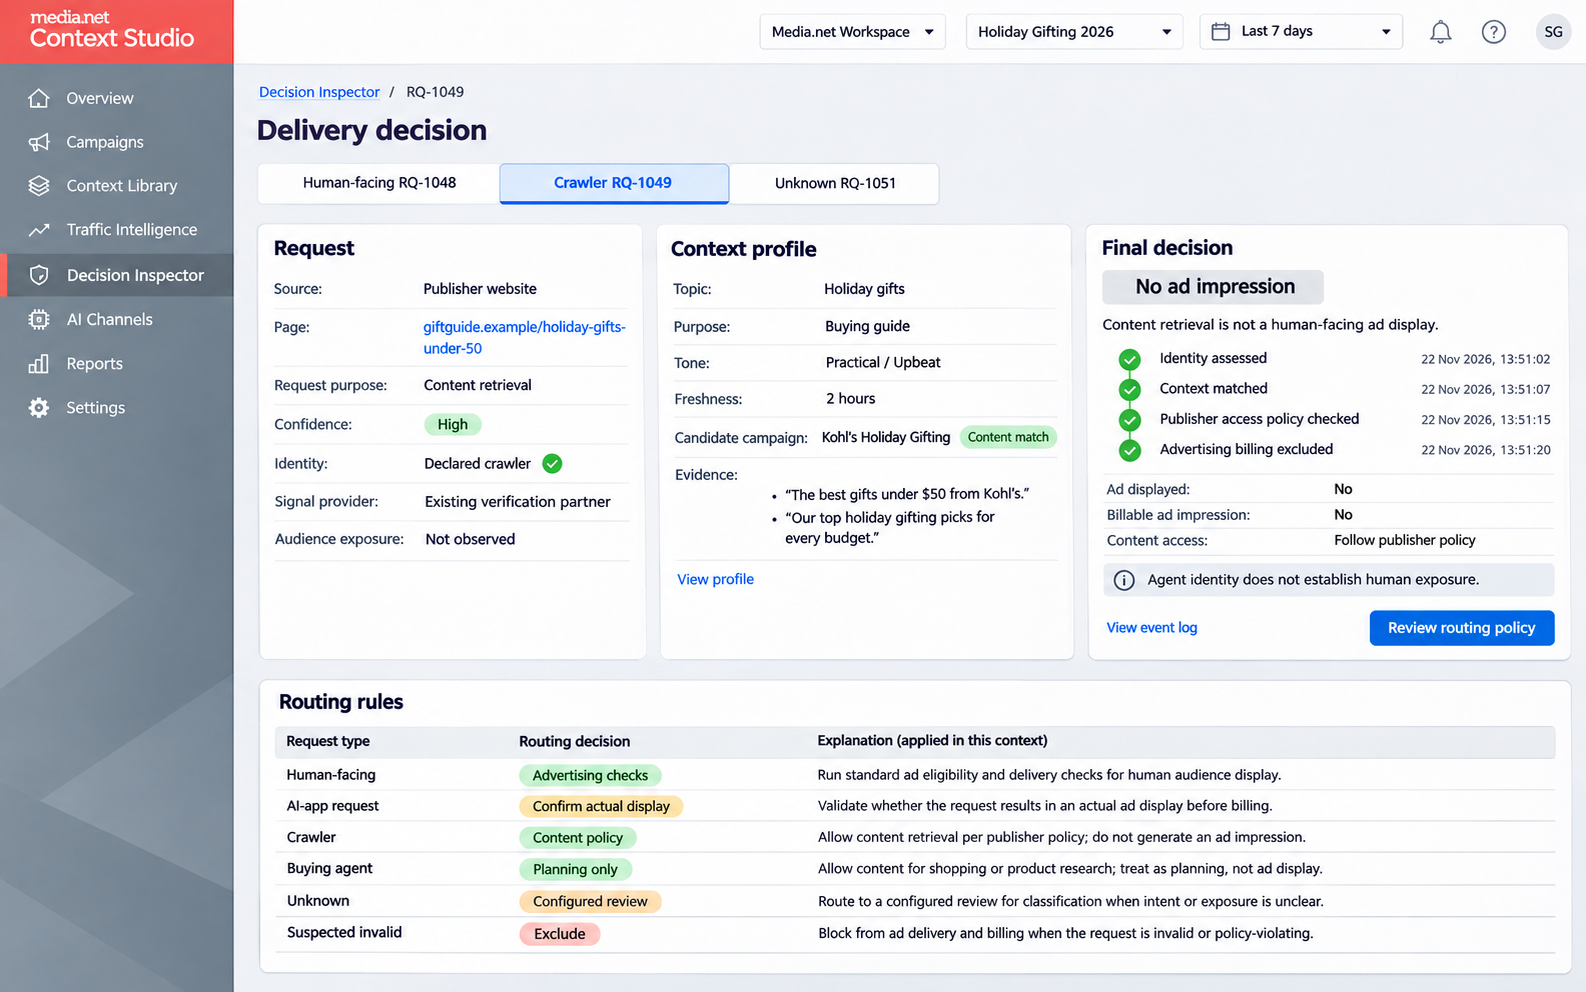 media.net
Context Studio
Media.net Workspace
Holiday Gifting 2026
Last 7 days
?
SG
Overview
Campaigns
Context Library
Traffic Intelligence
Decision Inspector
AI Channels
Reports
Settings
Decision Inspector / RQ-1049
Delivery decision
Human-facing RQ-1048
Crawler RQ-1049
Unknown RQ-1051
Request
Source: Publisher website
Page: giftguide.example/holiday-gifts-
under-50
Request purpose: Content retrieval
Confidence: High
Identity: Declared crawler
Signal provider: Existing verification partner
Audience exposure: Not observed
Context profile
Topic: Holiday gifts
Purpose: Buying guide
Tone: Practical / Upbeat
Freshness: 2 hours
Candidate campaign: Kohl's Holiday Gifting Content match
Evidence:
• “The best gifts under $50 from Kohl's.”
• “Our top holiday gifting picks for
every budget.”
View profile
Final decision
No ad impression
Content retrieval is not a human-facing ad display.
Identity assessed 22 Nov 2026, 13:51:02
Context matched 22 Nov 2026, 13:51:07
Publisher access policy checked 22 Nov 2026, 13:51:15
Advertising billing excluded 22 Nov 2026, 13:51:20
Ad displayed: No
Billable ad impression: No
Content access: Follow publisher policy
i Agent identity does not establish human exposure.
View event log
Review routing policy
Routing rules
Request type Routing decision Explanation (applied in this context)
Human-facing Advertising checks Run standard ad eligibility and delivery checks for human audience display.
AI-app request Confirm actual display Validate whether the request results in an actual ad display before billing.
Crawler Content policy Allow content retrieval per publisher policy; do not generate an ad impression.
Buying agent Planning only Allow content for shopping or product research; treat as planning, not ad display.
Unknown Configured review Route to a configured review for classification when intent or exposure is unclear.
Suspected invalid Exclude Block from ad delivery and billing when the request is invalid or policy-violating.